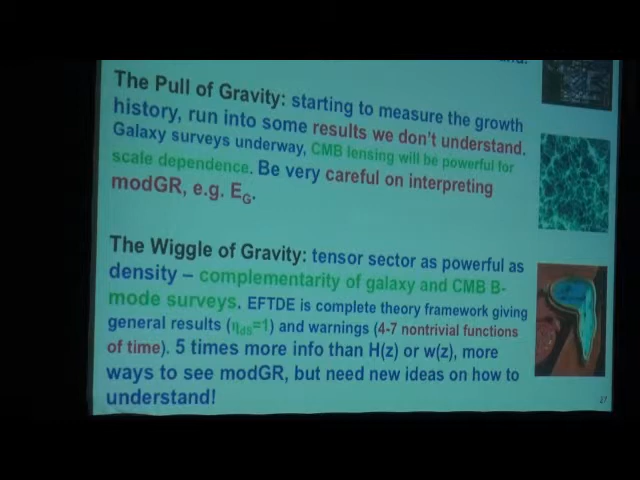 The Pull of Gravity: starting to measure the growth
history, run into some results we don't understand.
Galaxy surveys underway, CMB lensing will be powerful for
scale dependence. Be very careful on interpreting
modGR, e.g. EG.
The Wiggle of Gravity: tensor sector as powerful as
density – complementarity of galaxy and CMB B-
mode surveys. EFTDE is complete theory framework giving
general results (ηdS=1) and warnings (4-7 nontrivial functions
of time). 5 times more info than H(z) or w(z), more
ways to see modGR, but need new ideas on how to
understand!
27